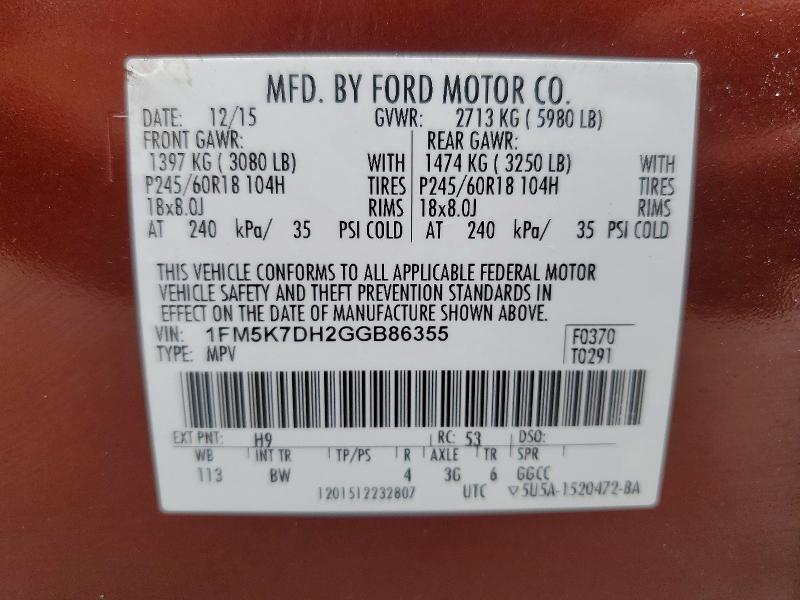 MFD. BY FORD MOTOR CO.
DATE: 12/15 GVWR: 2713 KG ( 5980 LB)
FRONT GAWR: REAR GAWR:
1397 KG ( 3080 LB) WITH 1474 KG ( 3250 LB) WITH
P245/60R18 104H TIRES P245/60R18 104H TIRES
18x8.0J RIMS 18x8.0J RIMS
AT 240 kPa/ 35 PSI COLD AT 240 kPa/ 35 PSI COLD
THIS VEHICLE CONFORMS TO ALL APPLICABLE FEDERAL MOTOR
VEHICLE SAFETY AND THEFT PREVENTION STANDARDS IN
EFFECT ON THE DATE OF MANUFACTURE SHOWN ABOVE.
VIN: 1FM5K7DH2GGB86355 F0370
TYPE: MPV T0291
EXT PNT: H9 RC: 53 DSO:
WB INT TR TP/PS R AXLE TR SPR
113 BW 4 3G 6 GGCC
1201512232807 UTC ▽5U5A-1520472-BA